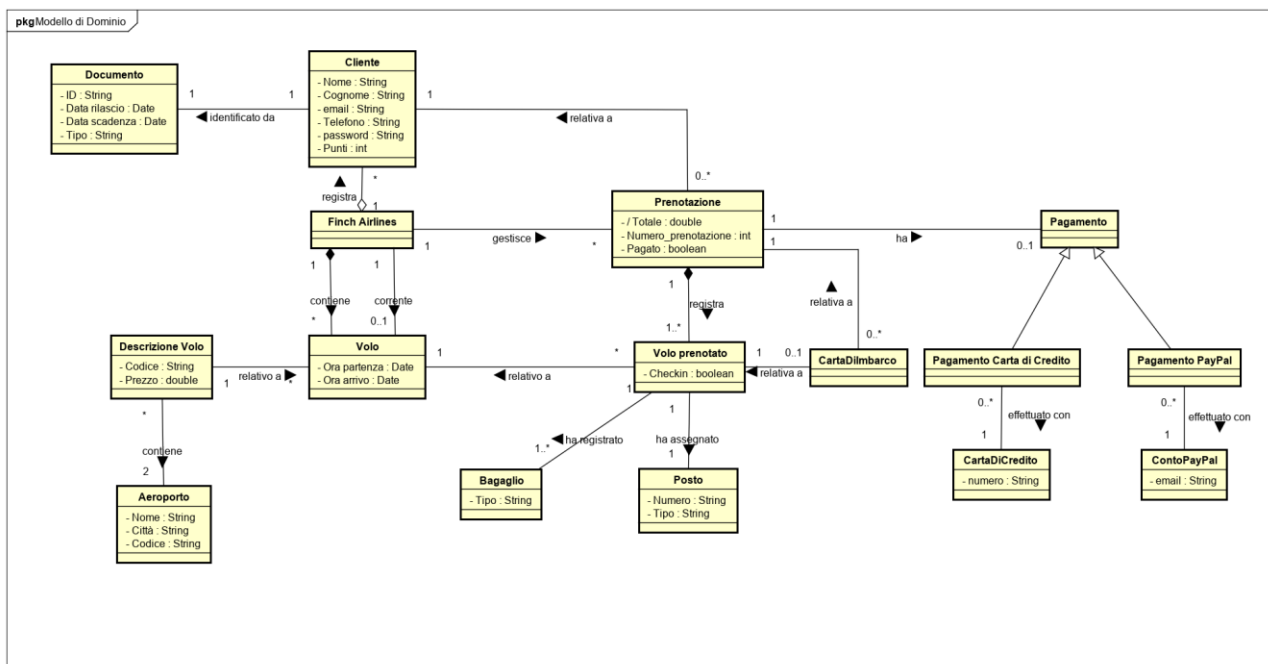 pkg Modello di Dominio
Cliente
- Nome : String
- Cognome : String
- email : String
- Telefono : String
- password : String
- Punti : int
Documento
- ID : String
- Data rilascio : Date
- Data scadenza : Date
- Tipo : String
1
1
identificato da
1
relativa a
0..*
*
registra
1
Finch Airlines
1
gestisce
*
Prenotazione
- / Totale : double
- Numero_prenotazione : int
- Pagato : boolean
1
ha
0..1
Pagamento
1
relativa a
0..*
1
contiene
*
1
corrente
0..1
1
registra
1..*
Descrizione Volo
- Codice : String
- Prezzo : double
1
relativo a
*
Volo
- Ora partenza : Date
- Ora arrivo : Date
1
relativo a
*
Volo prenotato
- Checkin : boolean
1
0..1
relativa a
CartaDiImbarco
Pagamento Carta di Credito
Pagamento PayPal
*
contiene
2
1
ha registrato
1..*
1
ha assegnato
1
0..*
effettuato con
1
0..*
effettuato con
1
Aeroporto
- Nome : String
- Città : String
- Codice : String
Bagaglio
- Tipo : String
Posto
- Numero : String
- Tipo : String
CartaDiCredito
- numero : String
ContoPayPal
- email : String